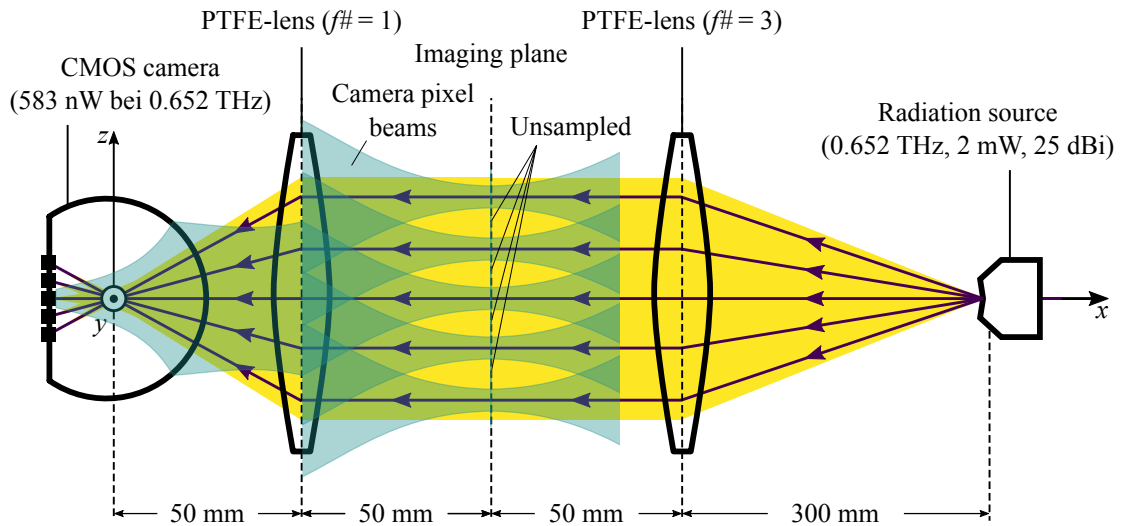 PTFE-lens (f# = 1)
PTFE-lens (f# = 3)
Imaging plane
CMOS camera
(583 nW bei 0.652 THz)
Camera pixel
beams
Unsampled
Radiation source
(0.652 THz, 2 mW, 25 dBi)
z
y
x
50 mm
50 mm
50 mm
300 mm